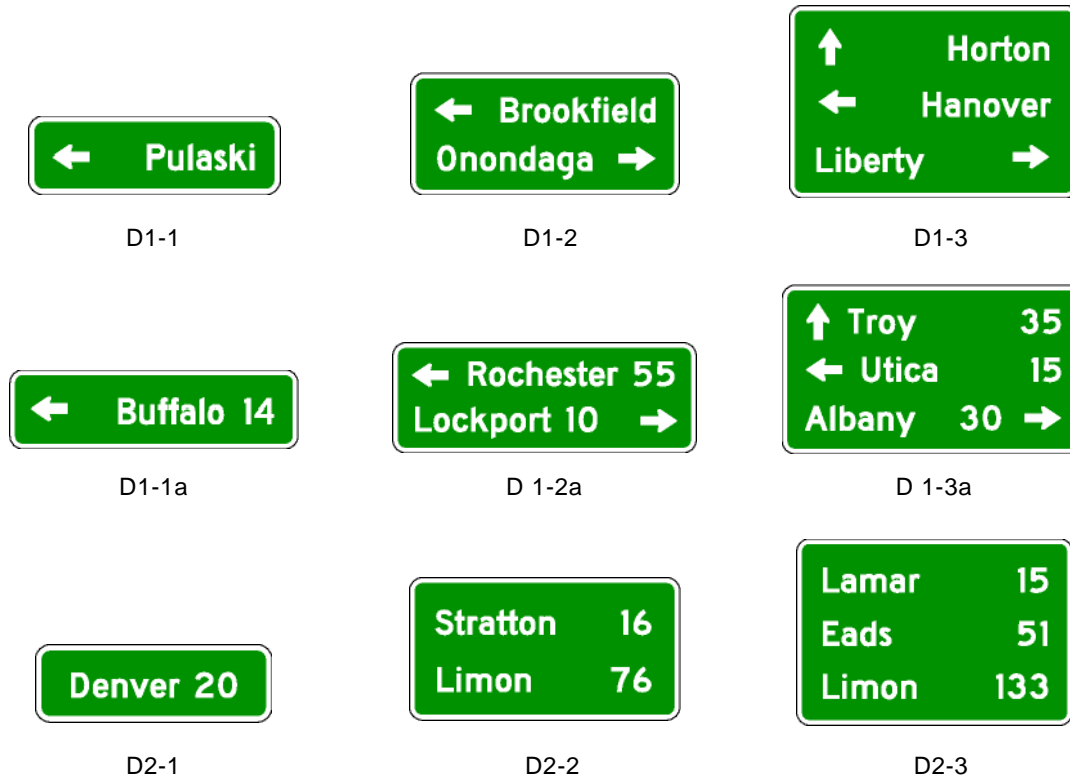 ← Pulaski
D1-1
← Brookfield
Onondaga →
D1-2
↑ Horton
← Hanover
Liberty →
D1-3
← Buffalo 14
D1-1a
← Rochester 55
Lockport 10 →
D 1-2a
↑ Troy 35
← Utica 15
Albany 30 →
D 1-3a
Denver 20
D2-1
Stratton 16
Limon 76
D2-2
Lamar 15
Eads 51
Limon 133
D2-3